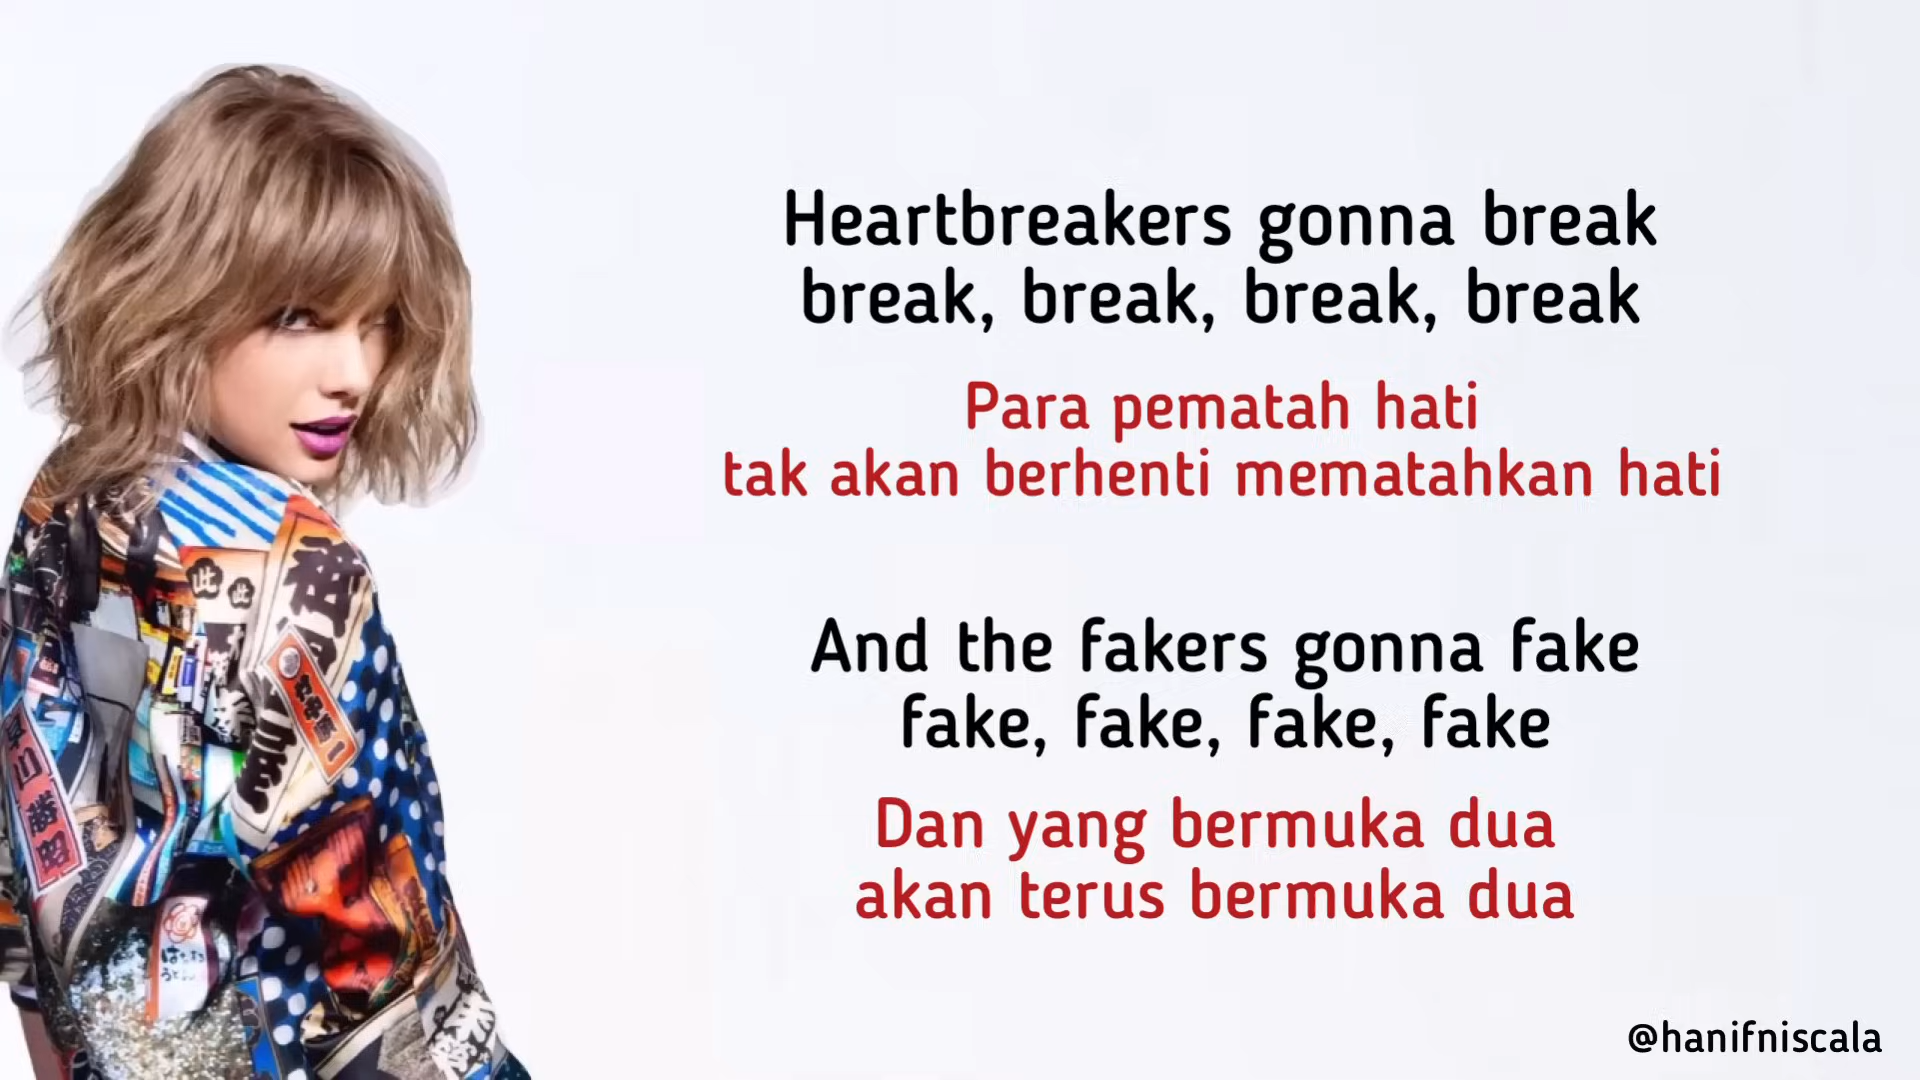 Heartbreakers gonna break
break, break, break, break
Para pematah hati
tak akan berhenti mematahkan hati
And the fakers gonna fake
fake, fake, fake, fake
Dan yang bermuka dua
akan terus bermuka dua
@hanifniscala